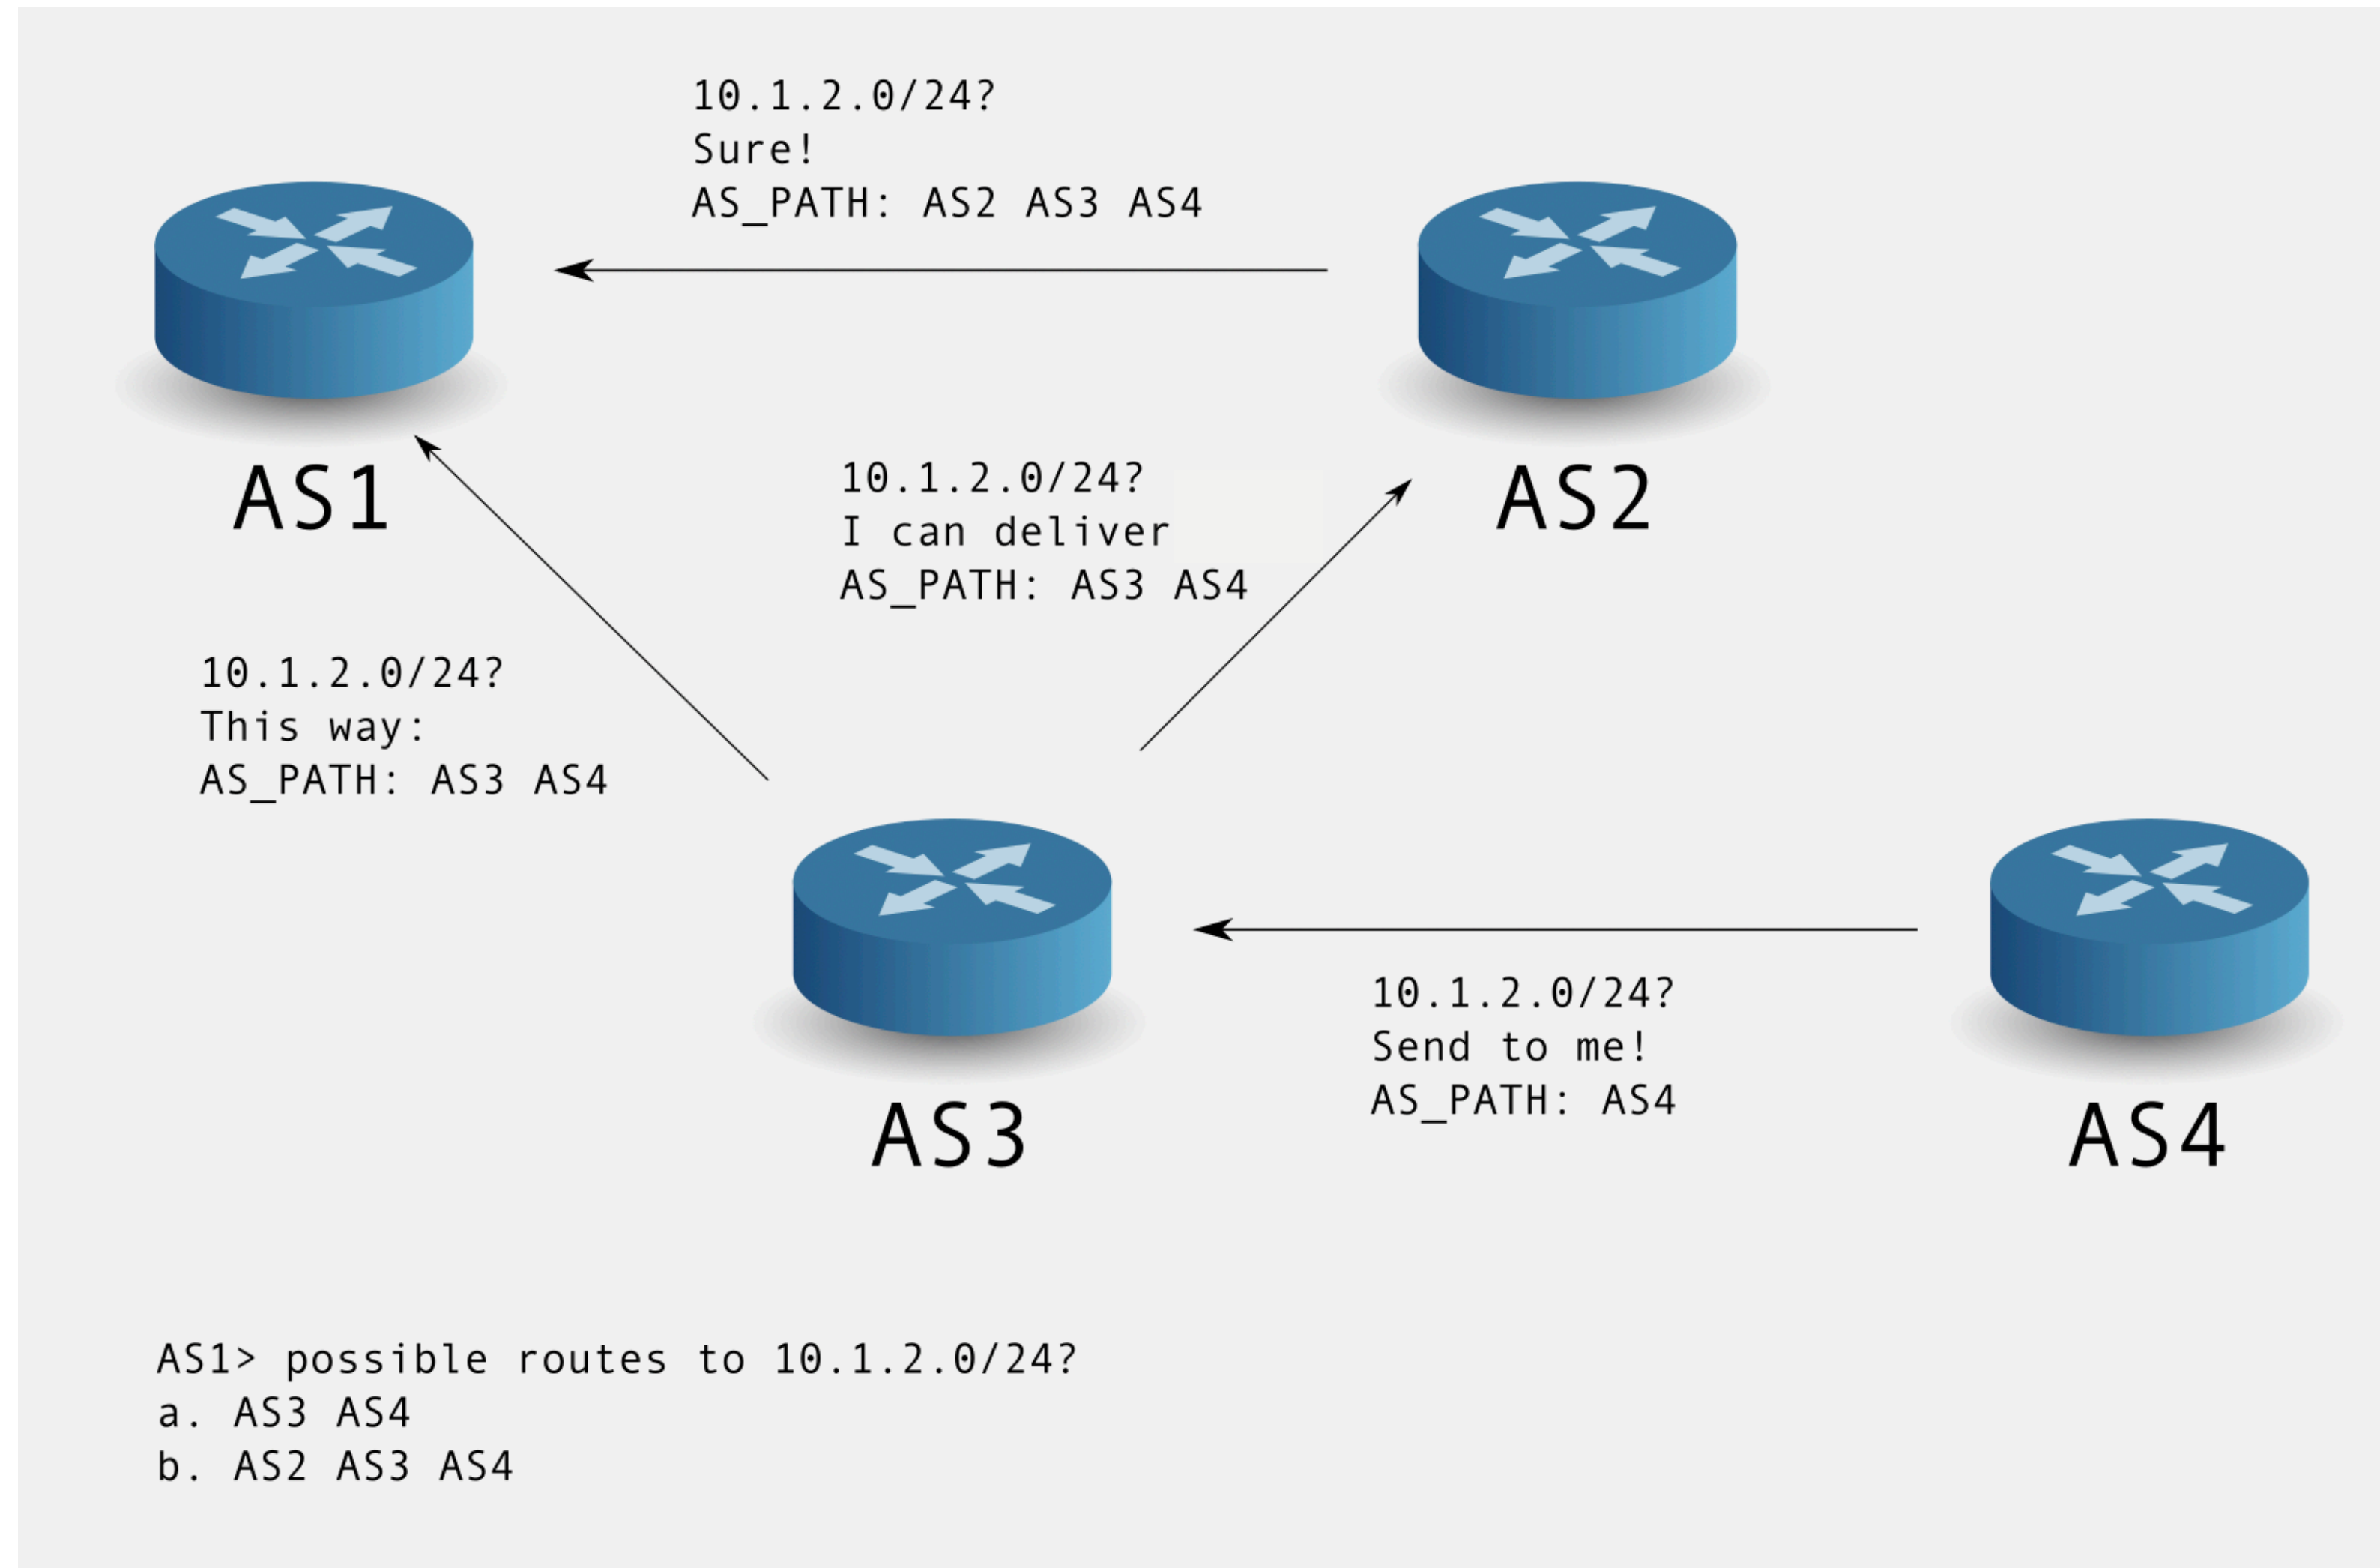 10.1.2.0/24?
Sure!
AS_PATH: AS2 AS3 AS4
AS1
AS2
10.1.2.0/24?
I can deliver
AS_PATH: AS3 AS4
10.1.2.0/24?
This way:
AS_PATH: AS3 AS4
AS3
10.1.2.0/24?
Send to me!
AS_PATH: AS4
AS4
AS1> possible routes to 10.1.2.0/24?
a. AS3 AS4
b. AS2 AS3 AS4